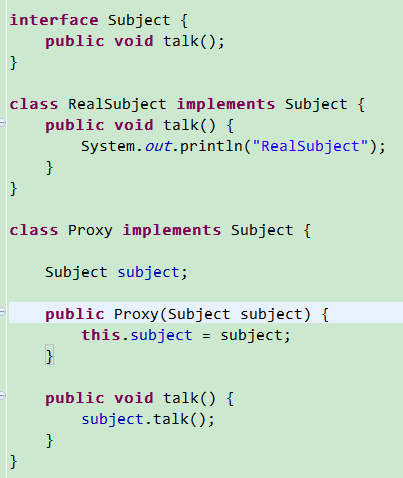 interface Subject {
    public void talk();
}
class RealSubject implements Subject {
    public void talk() {
        System.out.println("RealSubject");
    }
}
class Proxy implements Subject {
    Subject subject;
    public Proxy(Subject subject) {
        this.subject = subject;
    }
    public void talk() {
        subject.talk();
    }
}